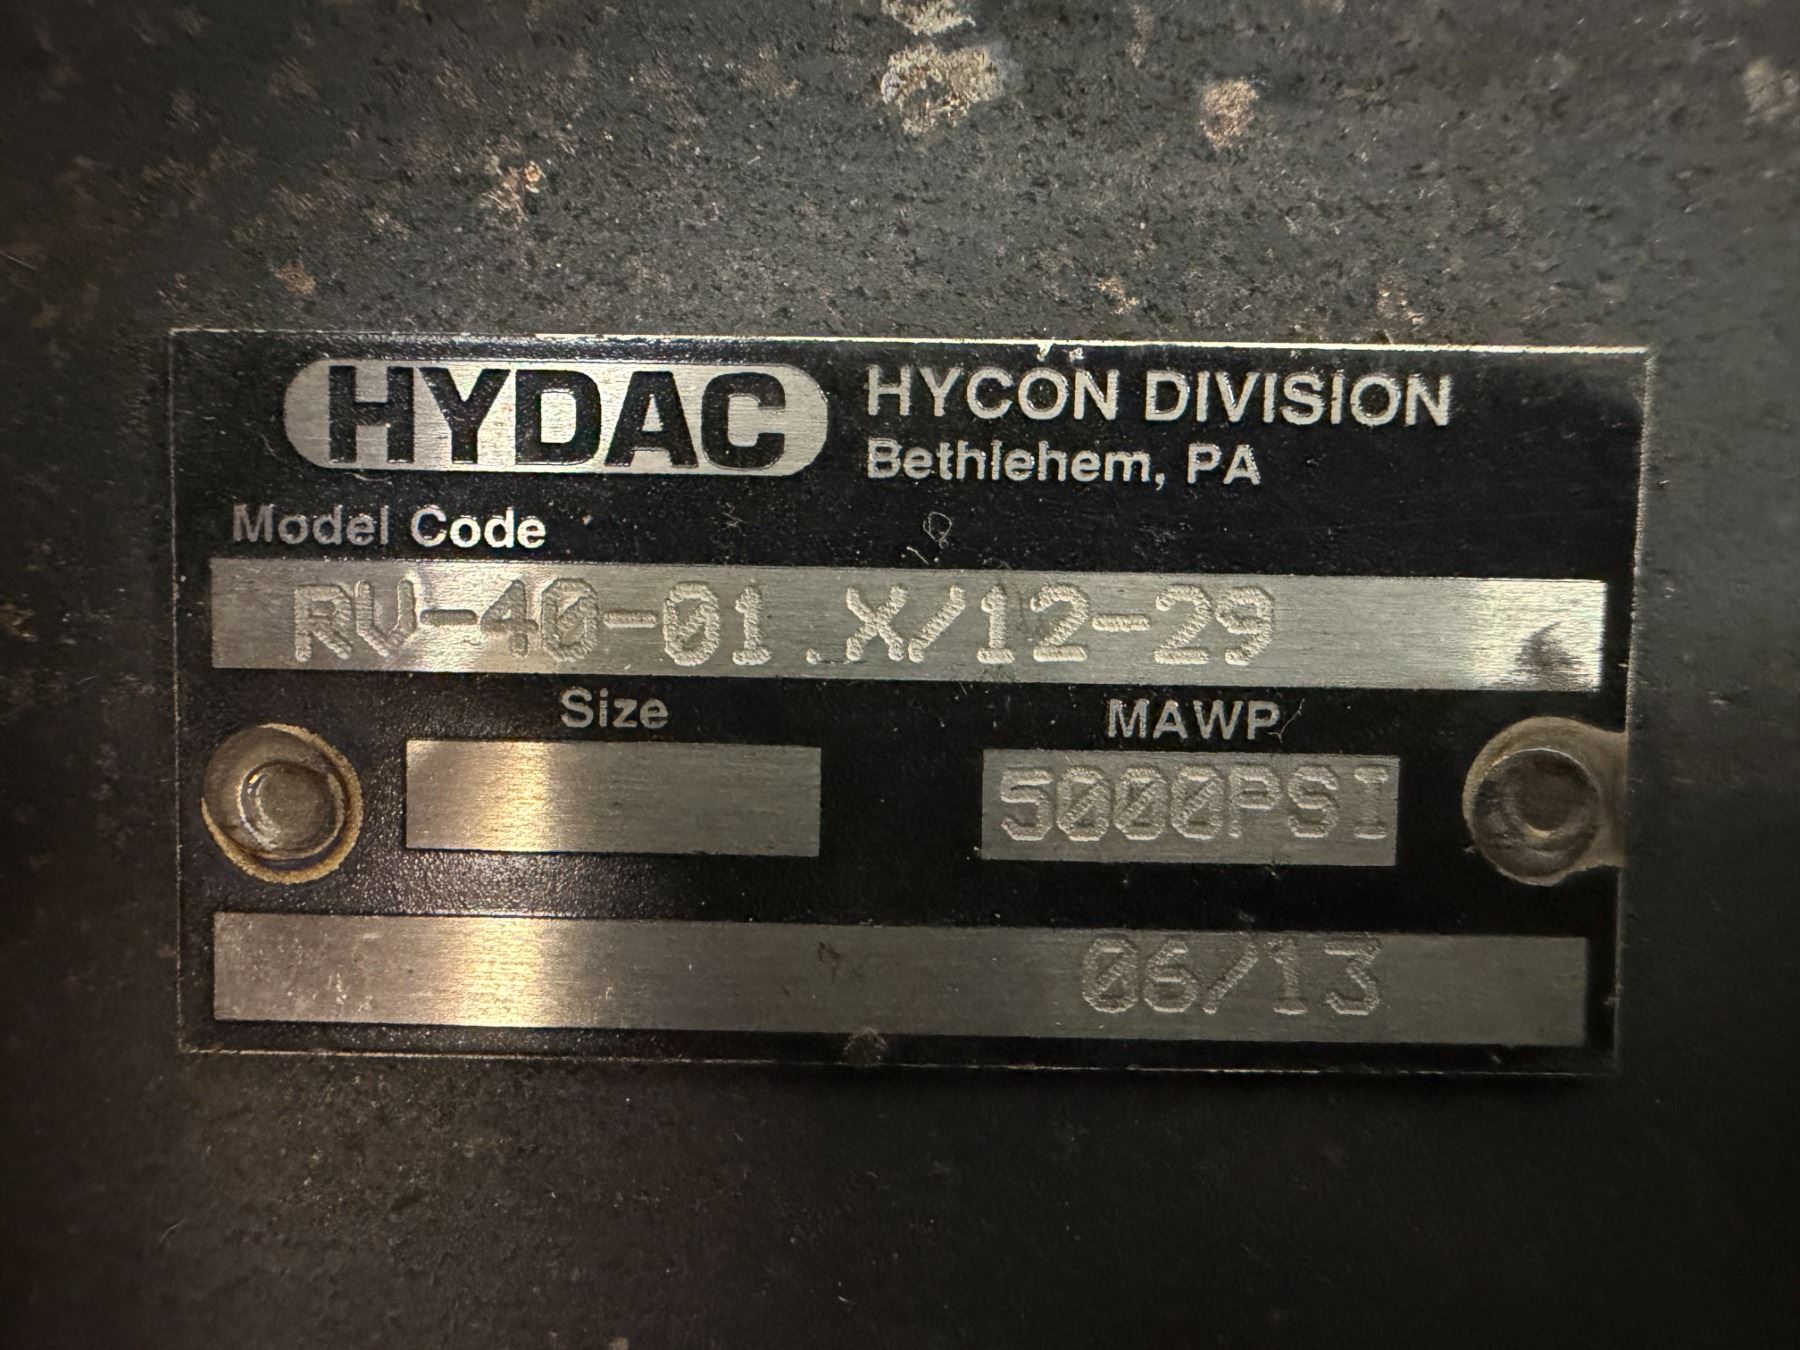 HYDAC HYCON DIVISION
Bethlehem, PA
Model Code
RV-40-01.X/12-29
Size MAWP
5000PSI
06/13